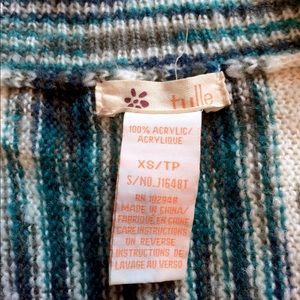 tulle
100% ACRYLIC/
ACRYLIQUE
XS/TP
S/NO.J1648T
RN 102948
MADE IN CHINA/
FABRIQUÉ EN CHINE
CARE INSTRUCTIONS
ON REVERSE
INSTRUCTIONS DE
LAVAGE AU VERSO